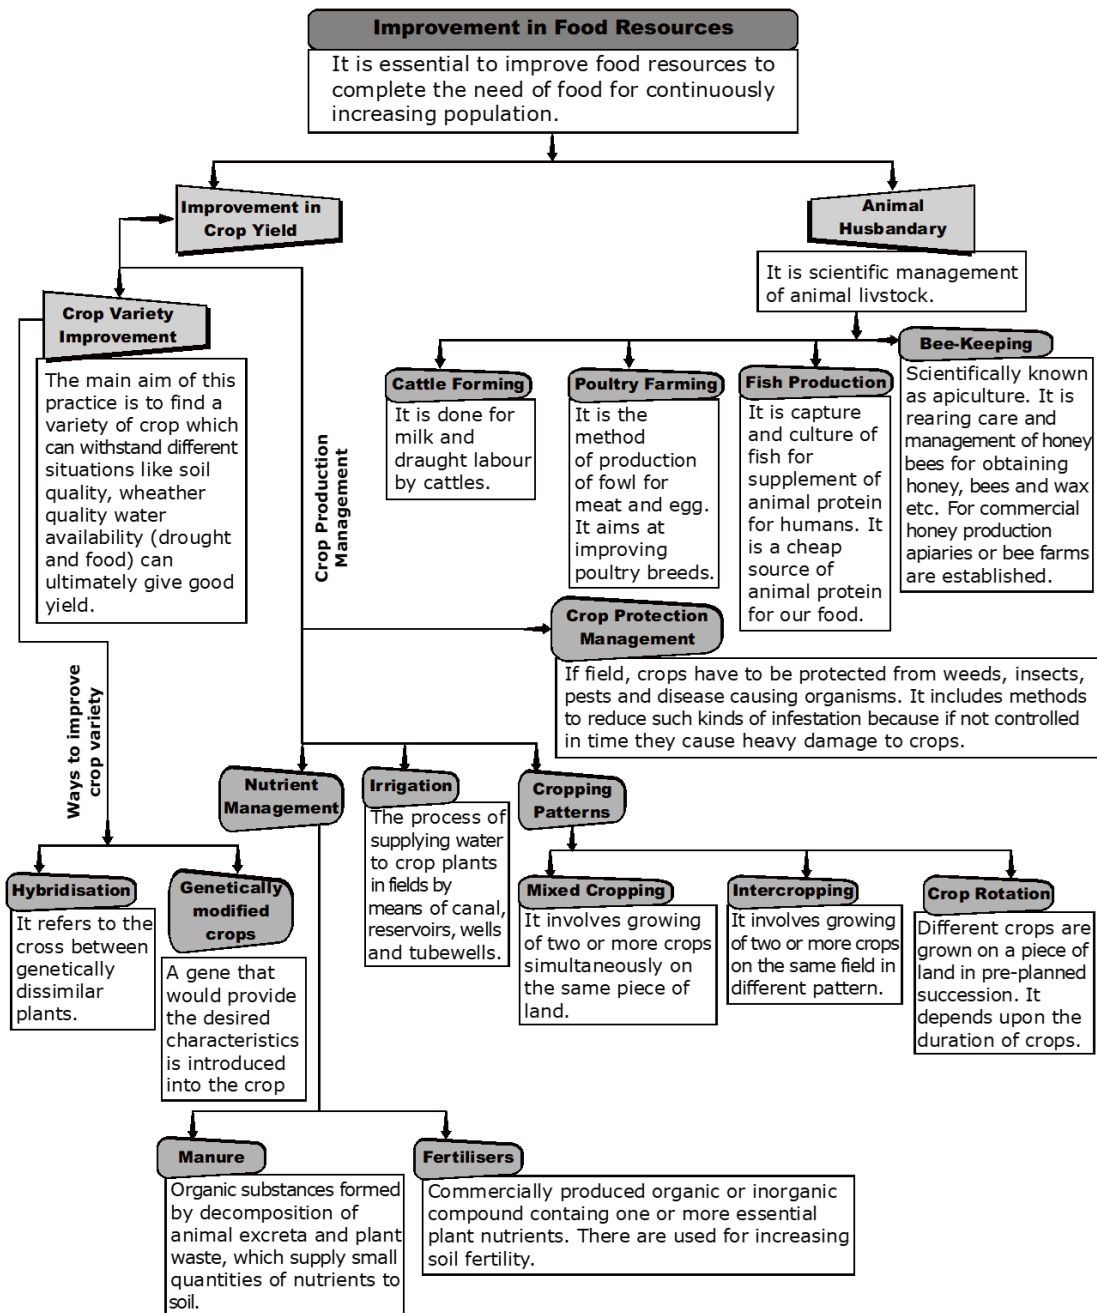 Improvement in Food Resources
It is essential to improve food resources to
complete the need of food for continuously
increasing population.
Improvement in
Crop Yield
Animal
Husbandary
It is scientific management
of animal livstock.
Crop Variety
Improvement
The main aim of this
practice is to find a
variety of crop which
can withstand different
situations like soil
quality, wheather
quality water
availability (drought
and food) can
ultimately give good
yield.
Crop Production
Management
Cattle Forming
It is done for
milk and
draught labour
by cattles.
Poultry Farming
It is the
method
of production
of fowl for
meat and egg.
It aims at
improving
poultry breeds.
Fish Production
It is capture
and culture of
fish for
supplement of
animal protein
for humans. It
is a cheap
source of
animal protein
for our food.
Bee-Keeping
Scientifically known
as apiculture. It is
rearing care and
management of honey
bees for obtaining
honey, bees and wax
etc. For commercial
honey production
apiaries or bee farms
are established.
Crop Protection
Management
If field, crops have to be protected from weeds, insects,
pests and disease causing organisms. It includes methods
to reduce such kinds of infestation because if not controlled
in time they cause heavy damage to crops.
Ways to improve
crop variety
Nutrient
Management
Irrigation
The process of
supplying water
to crop plants
in fields by
means of canal,
reservoirs, wells
and tubewells.
Cropping
Patterns
Hybridisation
It refers to the
cross between
genetically
dissimilar
plants.
Genetically
modified
crops
A gene that
would provide
the desired
characteristics
is introduced
into the crop
Mixed Cropping
It involves growing
of two or more crops
simultaneously on
the same piece of
land.
Intercropping
It involves growing
of two or more crops
on the same field in
different pattern.
Crop Rotation
Different crops are
grown on a piece of
land in pre-planned
succession. It
depends upon the
duration of crops.
Manure
Organic substances formed
by decomposition of
animal excreta and plant
waste, which supply small
quantities of nutrients to
soil.
Fertilisers
Commercially produced organic or inorganic
compound containg one or more essential
plant nutrients. There are used for increasing
soil fertility.